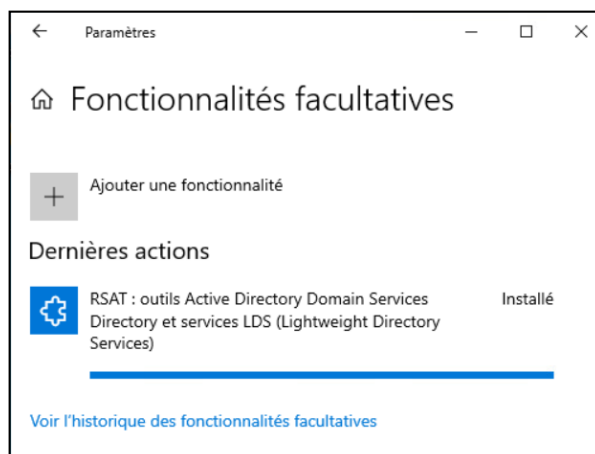 Paramètres
Fonctionnalités facultatives
Ajouter une fonctionnalité
Dernières actions
RSAT : outils Active Directory Domain Services Installé
Directory et services LDS (Lightweight Directory
Services)
Voir l'historique des fonctionnalités facultatives